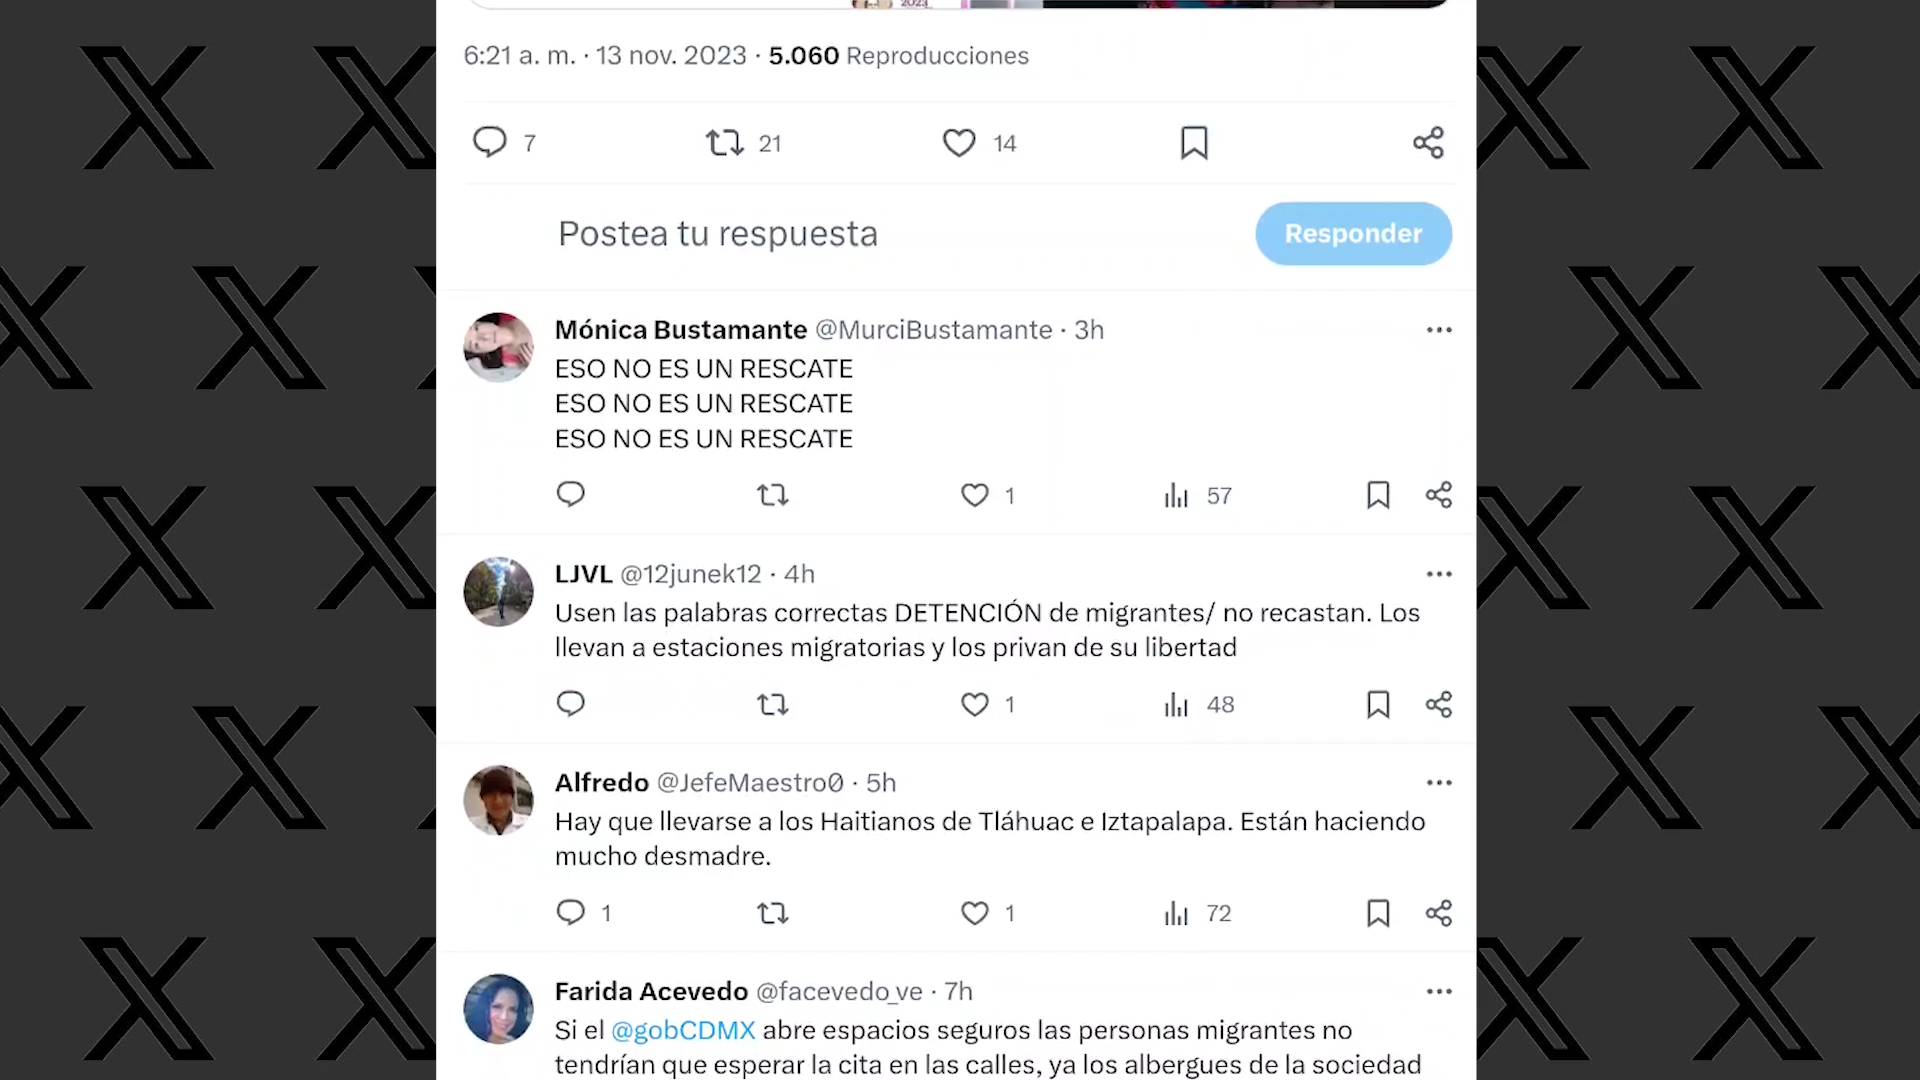 2023
6:21 a. m. · 13 nov. 2023 · 5.060 Reproducciones
7 21 14
Postea tu respuesta Responder
Mónica Bustamante @MurciBustamante · 3h
ESO NO ES UN RESCATE
ESO NO ES UN RESCATE
ESO NO ES UN RESCATE
1 57
LJVL @12junek12 · 4h
Usen las palabras correctas DETENCIÓN de migrantes/ no recastan. Los
llevan a estaciones migratorias y los privan de su libertad
1 48
Alfredo @JefeMaestro0 · 5h
Hay que llevarse a los Haitianos de Tláhuac e Iztapalapa. Están haciendo
mucho desmadre.
1 1 72
Farida Acevedo @facevedo_ve · 7h
Si el @gobCDMX abre espacios seguros las personas migrantes no
tendrían que esperar la cita en las calles, ya los albergues de la sociedad